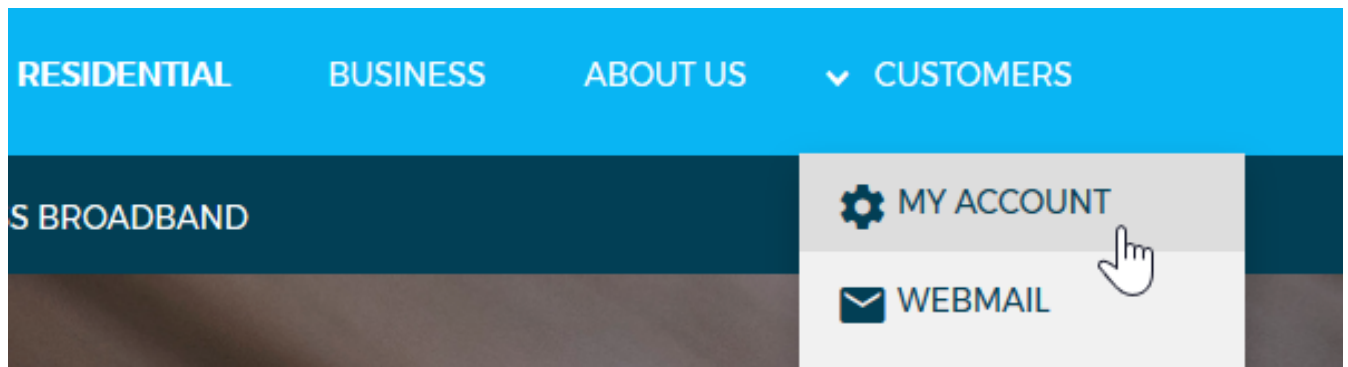 RESIDENTIAL BUSINESS ABOUT US CUSTOMERS
S BROADBAND
MY ACCOUNT
WEBMAIL